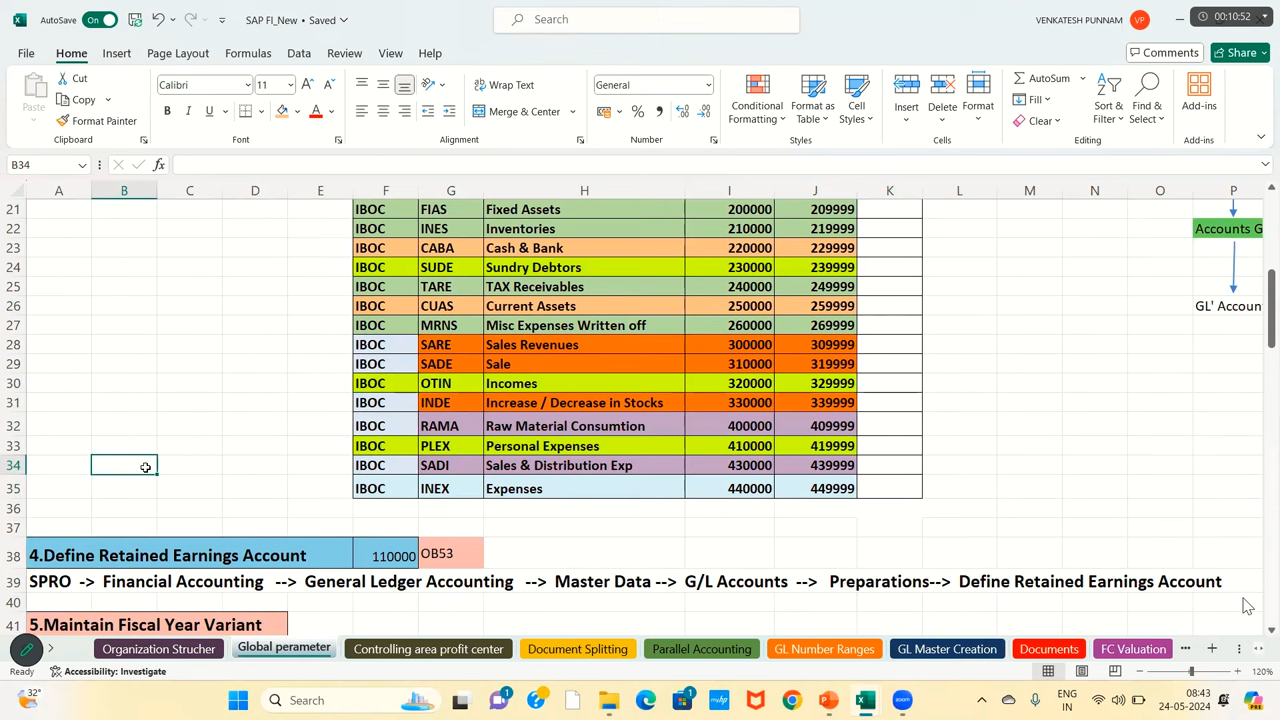 AutoSave On SAP FI_New • Saved Search VENKATESH PUNNAM VP 00:10:52
File Home Insert Page Layout Formulas Data Review View Help Comments Share
Paste Cut Copy Format Painter Clipboard
Calibri 11 B I U A Font
Wrap Text Merge & Center Alignment
General % Number
Conditional Formatting Format as Table Cell Styles Styles
Insert Delete Format Cells
AutoSum Fill Clear Sort & Filter Find & Select Editing
Add-ins Add-ins
B34 fx
A B C D E F G H I J K L M N O P
21 IBOC FIAS Fixed Assets 200000 209999
22 IBOC INES Inventories 210000 219999 Accounts G
23 IBOC CABA Cash & Bank 220000 229999
24 IBOC SUDE Sundry Debtors 230000 239999
25 IBOC TARE TAX Receivables 240000 249999
26 IBOC CUAS Current Assets 250000 259999 GL' Accoun
27 IBOC MRNS Misc Expenses Written off 260000 269999
28 IBOC SARE Sales Revenues 300000 309999
29 IBOC SADE Sale 310000 319999
30 IBOC OTIN Incomes 320000 329999
31 IBOC INDE Increase / Decrease in Stocks 330000 339999
32 IBOC RAMA Raw Material Consumtion 400000 409999
33 IBOC PLEX Personal Expenses 410000 419999
34 IBOC SADI Sales & Distribution Exp 430000 439999
35 IBOC INEX Expenses 440000 449999
36
37
38 4.Define Retained Earnings Account 110000 OB53
39 SPRO -> Financial Accounting --> General Ledger Accounting --> Master Data --> G/L Accounts --> Preparations--> Define Retained Earnings Account
40
41 5.Maintain Fiscal Year Variant
Organization Strucher Global perameter Controlling area profit center Document Splitting Parallel Accounting GL Number Ranges GL Master Creation Documents FC Valuation
Ready Accessibility: Investigate 120%
32° Search 1 1 ENG IN 08:43 24-05-2024